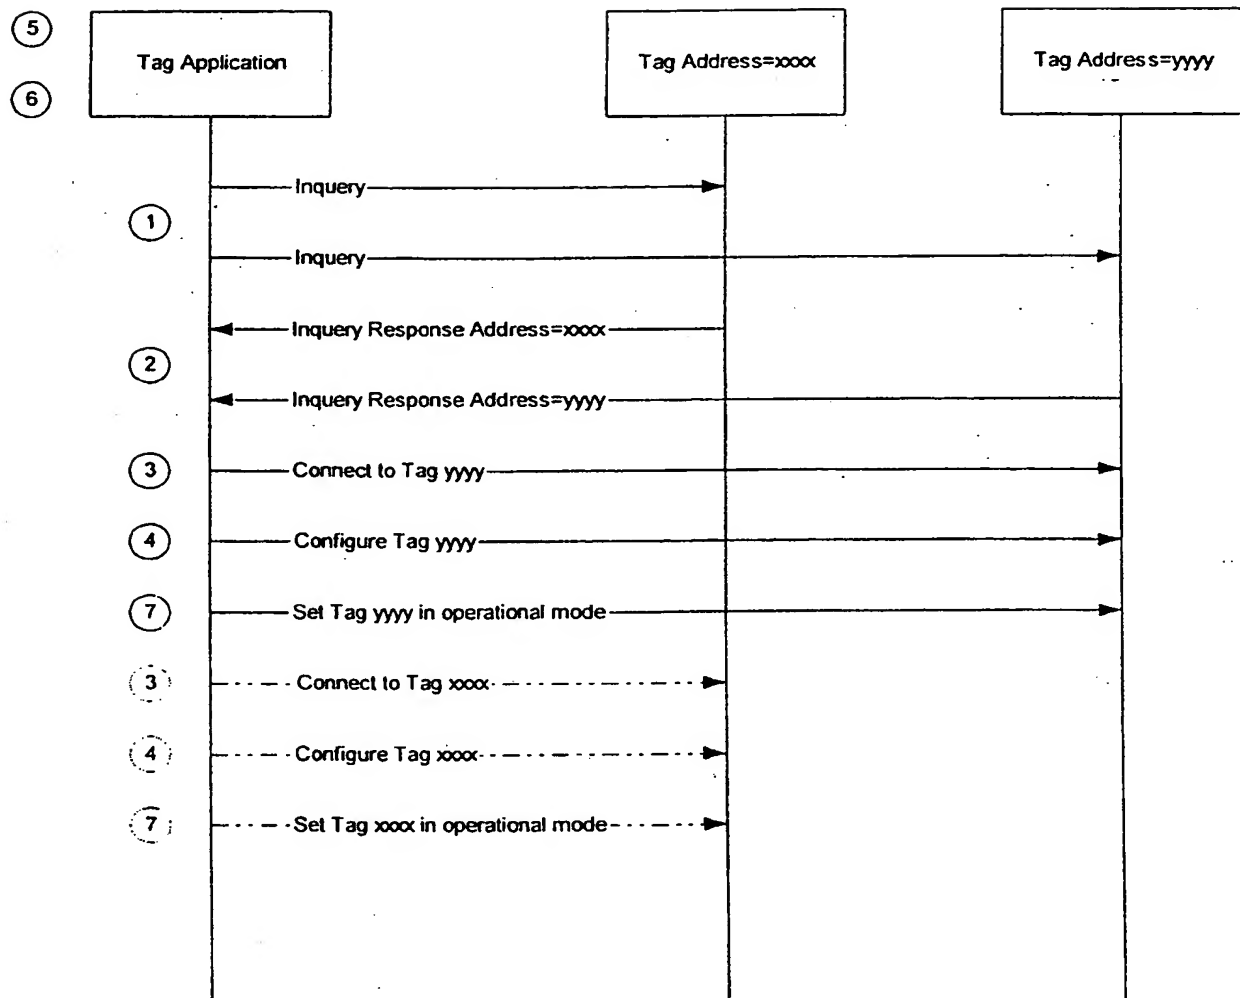 5
Tag Application
Tag Address=xxxx
Tag Address=yyyy
6
Inquery
1
Inquery
Inquery Response Address=xxxx
2
Inquery Response Address=yyyy
3 Connect to Tag yyyy
4 Configure Tag yyyy
7 Set Tag yyyy in operational mode
3 Connect to Tag xxxx
4 Configure Tag xxxx
7 Set Tag xxxx in operational mode